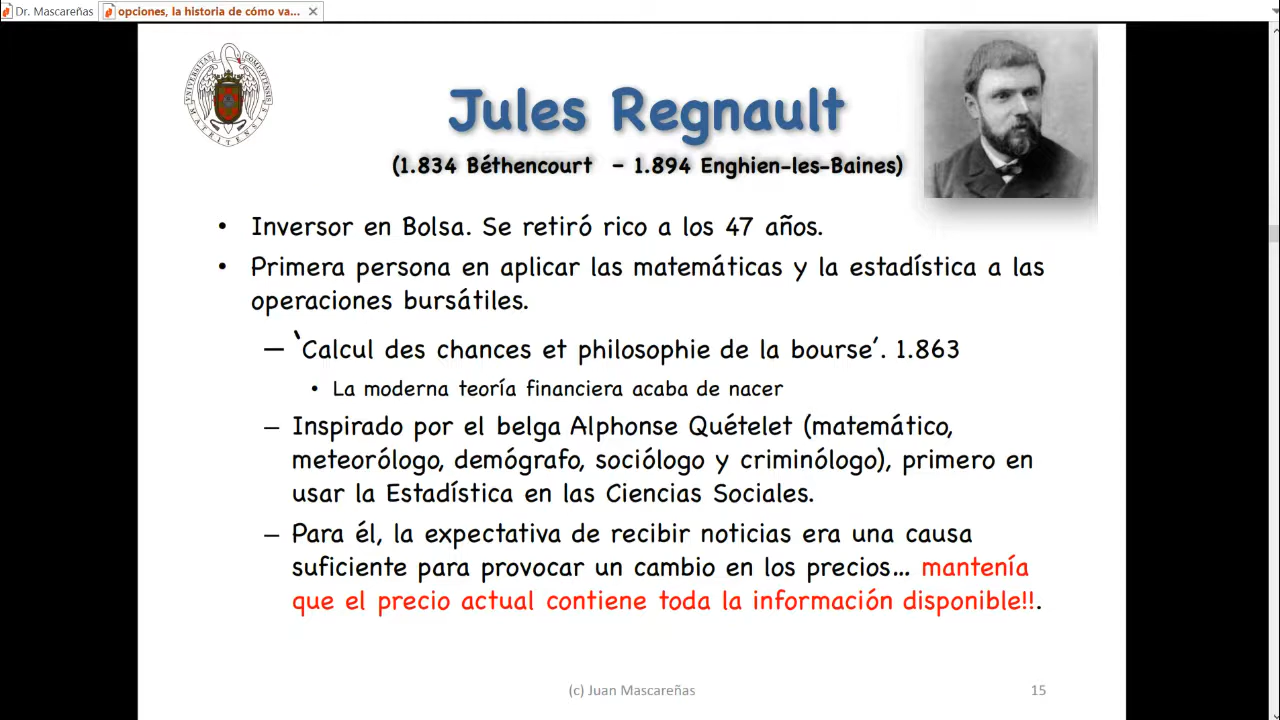 Dr. Mascareñas
opciones, la historia de cómo va...
UNIVERSITAS COMPLUTENSIS
MATRITENSIS
Jules Regnault
(1.834 Béthencourt – 1.894 Enghien-les-Baines)
• Inversor en Bolsa. Se retiró rico a los 47 años.
• Primera persona en aplicar las matemáticas y la estadística a las
operaciones bursátiles.
– ‘Calcul des chances et philosophie de la bourse’. 1.863
• La moderna teoría financiera acaba de nacer
– Inspirado por el belga Alphonse Quételet (matemático,
meteorólogo, demógrafo, sociólogo y criminólogo), primero en
usar la Estadística en las Ciencias Sociales.
– Para él, la expectativa de recibir noticias era una causa
suficiente para provocar un cambio en los precios... mantenía
que el precio actual contiene toda la información disponible!!.
(c) Juan Mascareñas
15